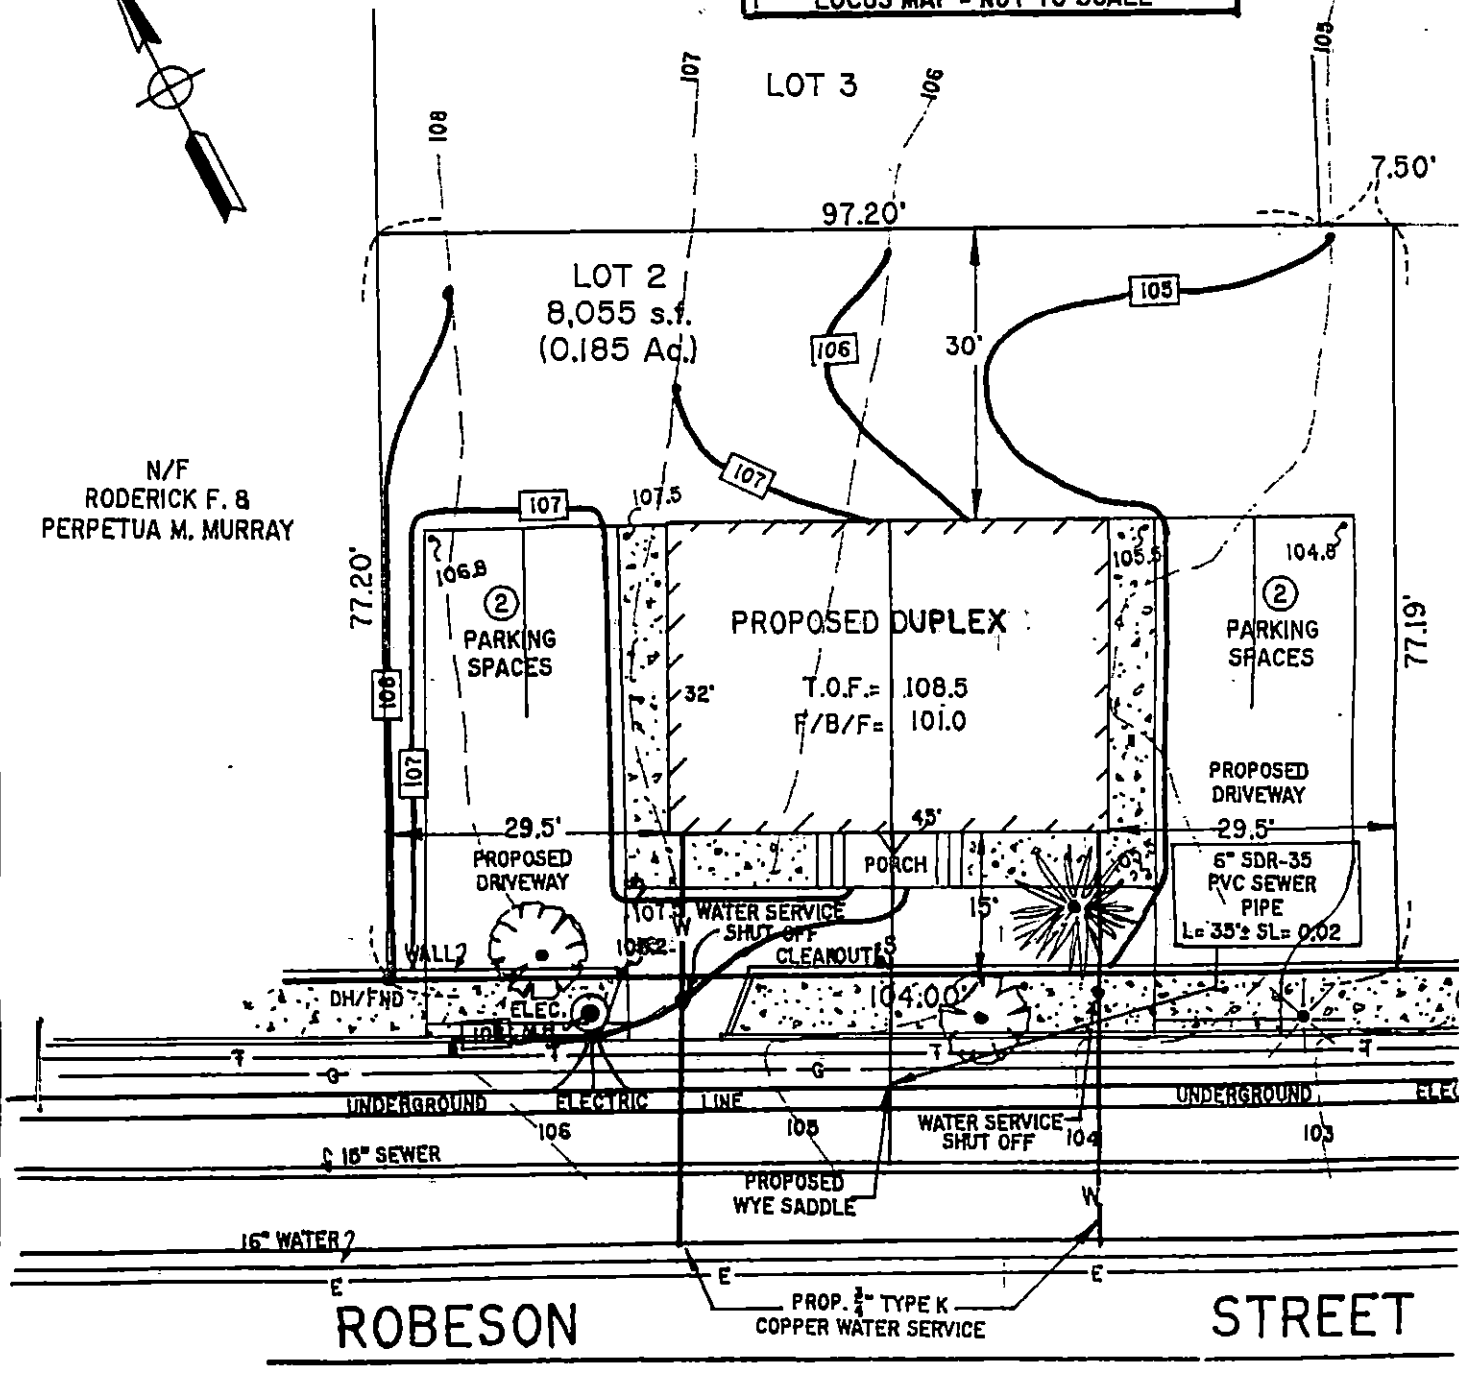 LOCUS MAP - NOT TO SCALE
LOT 3
108
107
106
105
7.50'
97.20'
LOT 2
8,055 s.f.
(0.185 Ac.)
105
106
30'
107
107
107.5
N/F
RODERICK F. &
PERPETUA M. MURRAY
77.20'
106.8
2
PARKING
SPACES
PROPOSED DUPLEX
T.O.F.= 108.5
F/B/F= 101.0
32'
105.5
104.8
2
PARKING
SPACES
77.19'
108
107
PROPOSED
DRIVEWAY
29.5'
45'
29.5'
PROPOSED
DRIVEWAY
PORCH
15'
6" SDR-35
PVC SEWER
PIPE
L= 35'± SL= 0.02
107.5
WATER SERVICE
SHUT OFF
W
CLEANOUT
S
WALL
DH/FND
ELEC.
M.H.
104.00'
T
T
T
T
G
G
UNDERGROUND ELECTRIC LINE
UNDERGROUND ELEC
106
105
WATER SERVICE
SHUT OFF
104
103
℄ 15" SEWER
PROPOSED
WYE SADDLE
W
16" WATER
E
E
E
PROP. 3/4" TYPE K
COPPER WATER SERVICE
ROBESON STREET